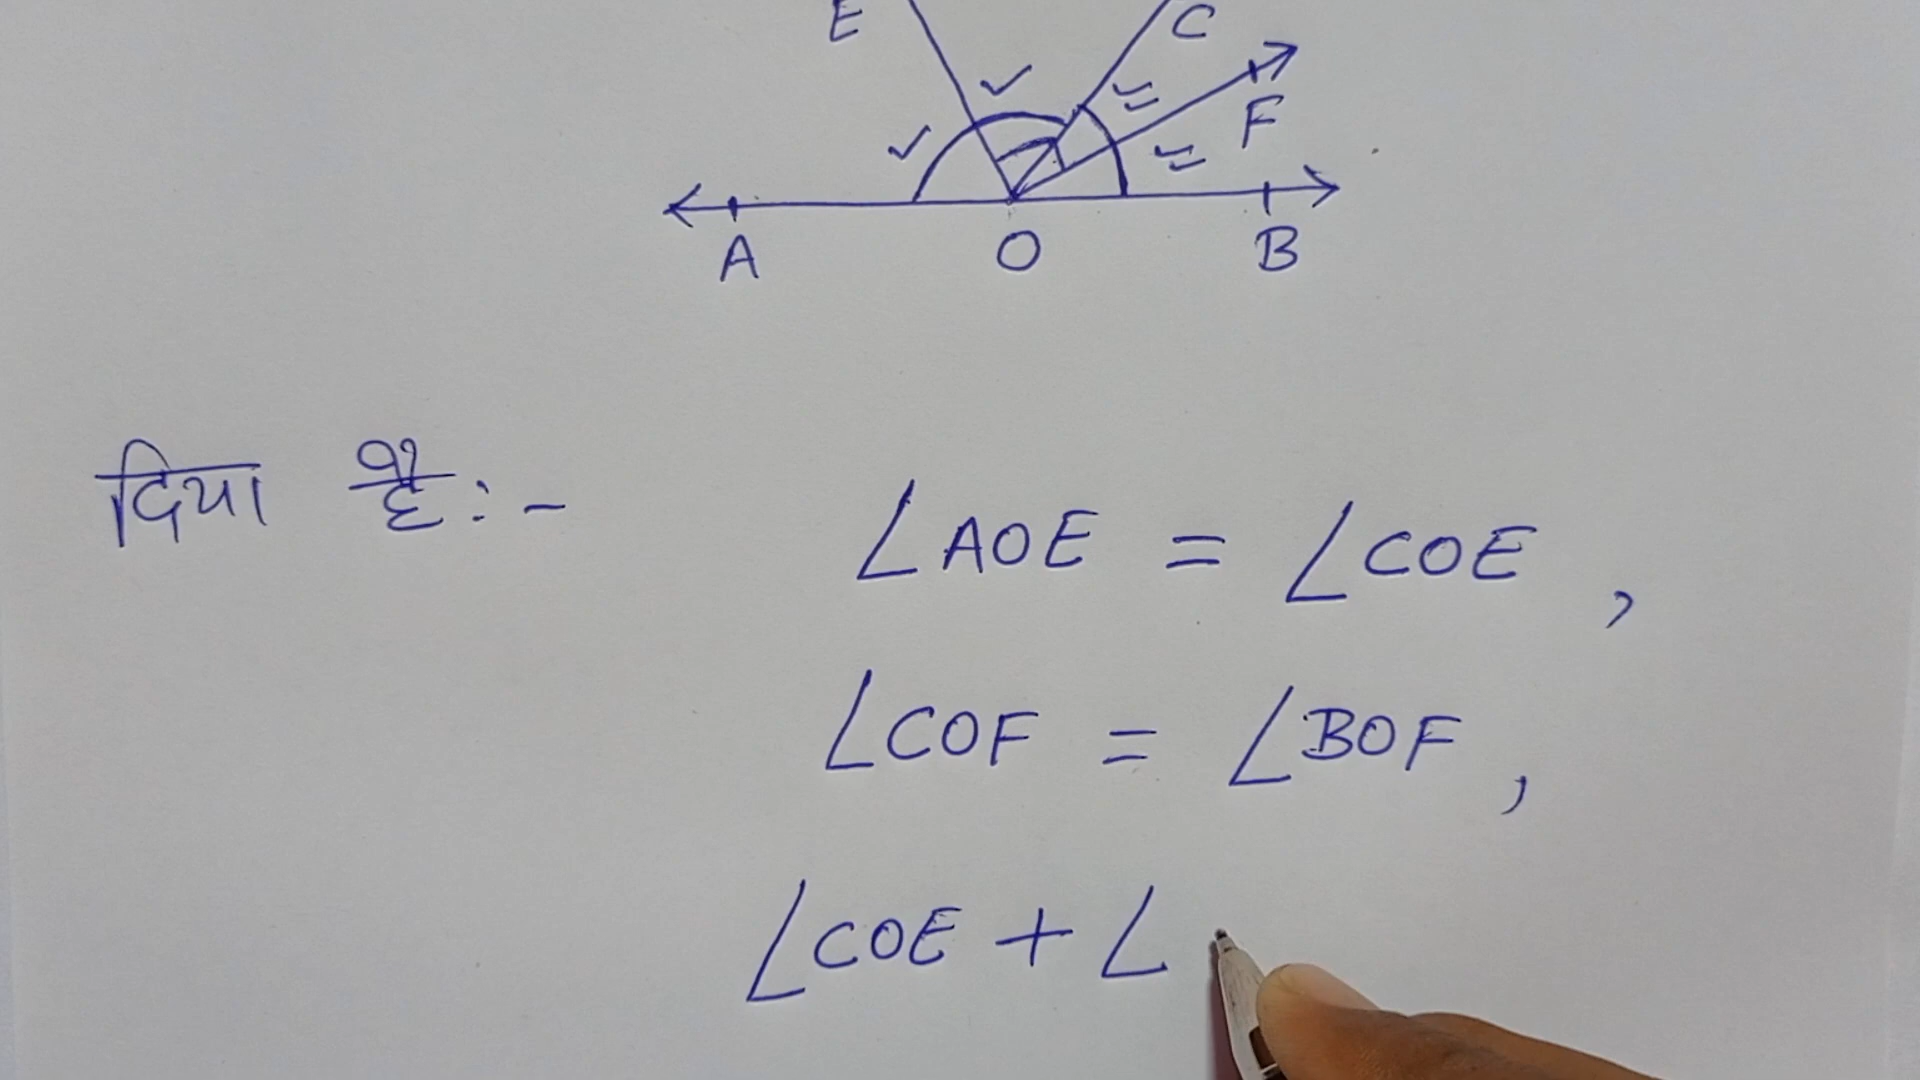 E C
F
A O B
दिया है:- ∠AOE = ∠COE ,
∠COF = ∠BOF ,
∠COE + ∠